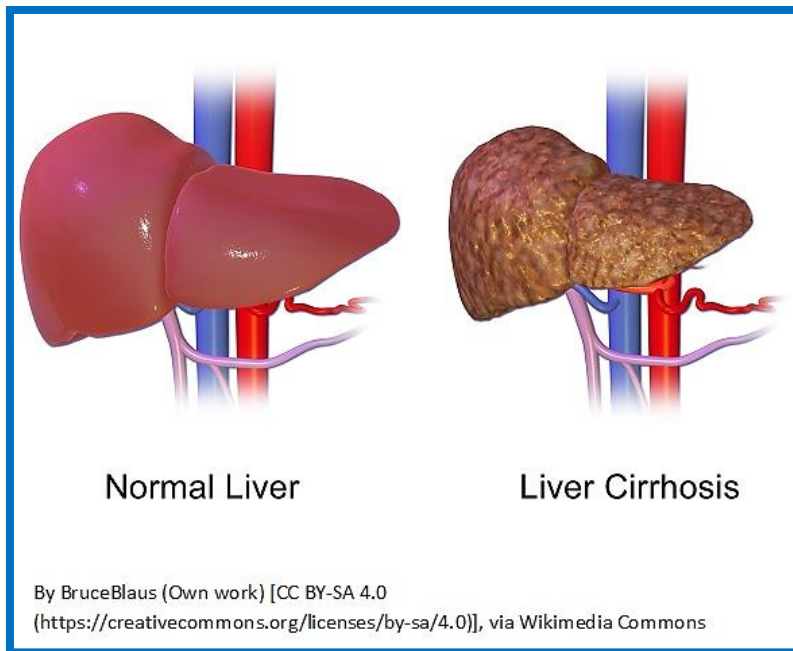 Normal Liver
Liver Cirrhosis
By BruceBlaus (Own work) [CC BY-SA 4.0
(https://creativecommons.org/licenses/by-sa/4.0)], via Wikimedia Commons